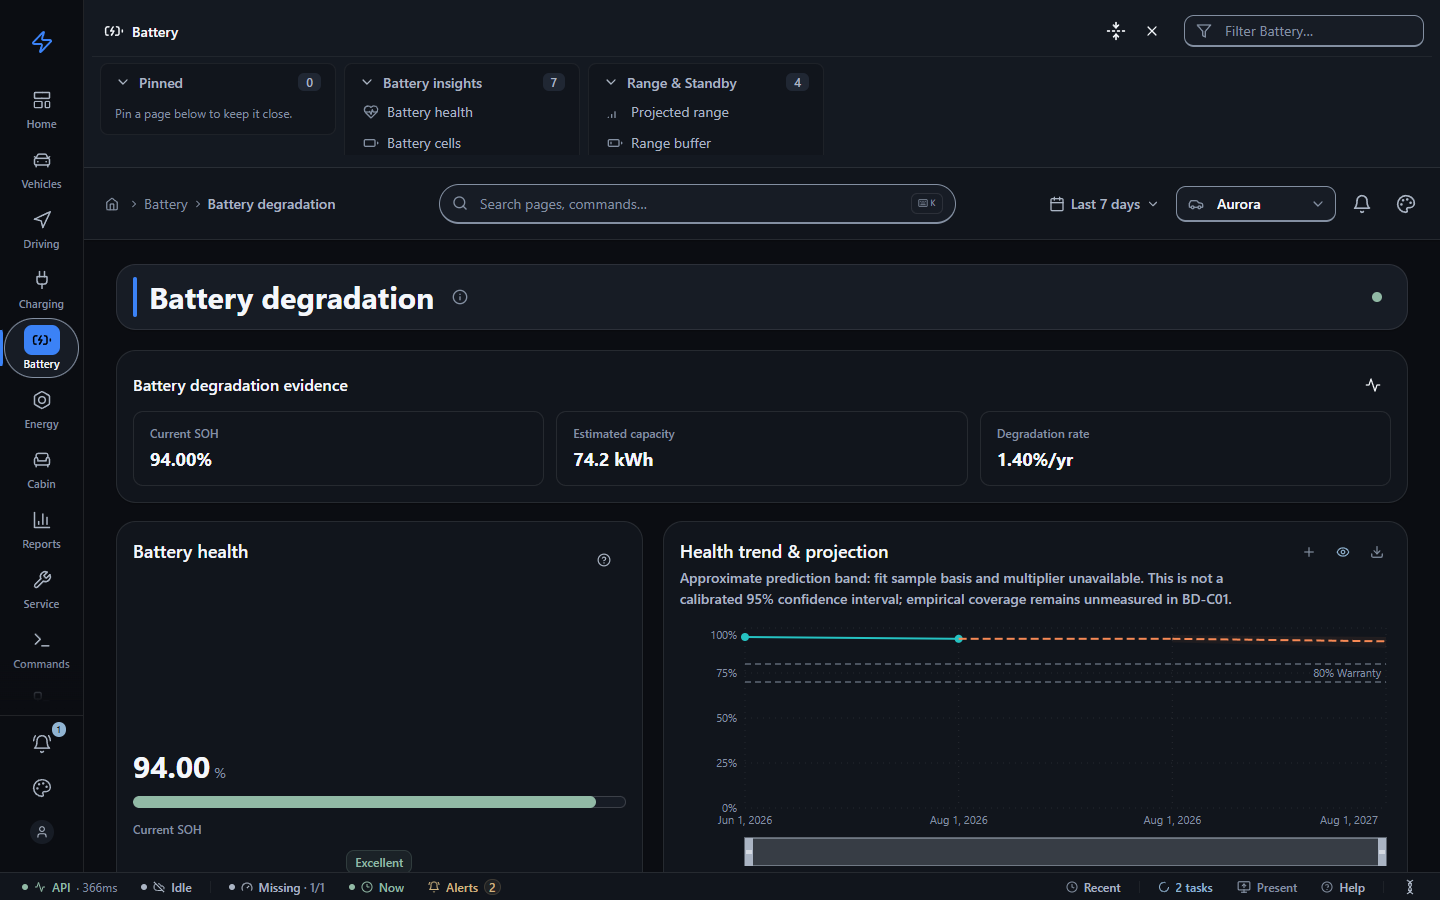 Battery
Filter Battery...
Home
Vehicles
Driving
Charging
Battery
Energy
Cabin
Reports
Service
Commands
1
Pinned
0
Pin a page below to keep it close.
Battery insights
7
Battery health
Battery cells
Range & Standby
4
Projected range
Range buffer
Battery
Battery degradation
Search pages, commands...
K
Last 7 days
Aurora
Battery degradation
Battery degradation evidence
Current SOH
94.00%
Estimated capacity
74.2 kWh
Degradation rate
1.40%/yr
Battery health
94.00 %
Current SOH
Excellent
Health trend & projection
Approximate prediction band: fit sample basis and multiplier unavailable. This is not a
calibrated 95% confidence interval; empirical coverage remains unmeasured in BD-C01.
100%
75%
80% Warranty
50%
25%
0%
Jun 1, 2026
Aug 1, 2026
Aug 1, 2026
Aug 1, 2027
API · 366ms
Idle
Missing · 1/1
Now
Alerts 2
Recent
2 tasks
Present
Help